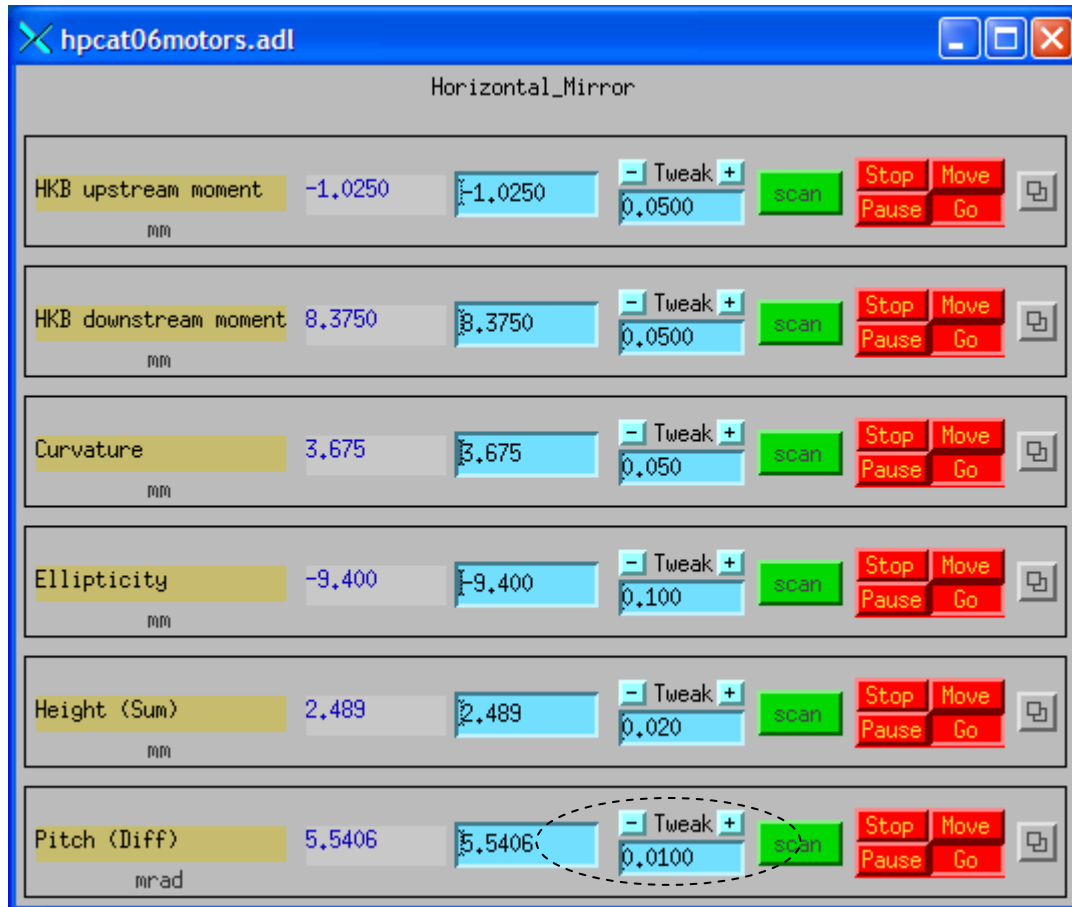 hpcat06motors.adl
Horizontal_Mirror
HKB upstream moment -1.0250 -1.0250 - Tweak + scan Stop Move
0.0500 Pause Go
mm
HKB downstream moment 8.3750 8.3750 - Tweak + scan Stop Move
0.0500 Pause Go
mm
Curvature 3.675 3.675 - Tweak + scan Stop Move
0.050 Pause Go
mm
Ellipticity -9.400 -9.400 - Tweak + scan Stop Move
0.100 Pause Go
mm
Height (Sum) 2.489 2.489 - Tweak + scan Stop Move
0.020 Pause Go
mm
Pitch (Diff) 5.5406 5.5406 - Tweak + scan Stop Move
0.0100 Pause Go
mrad